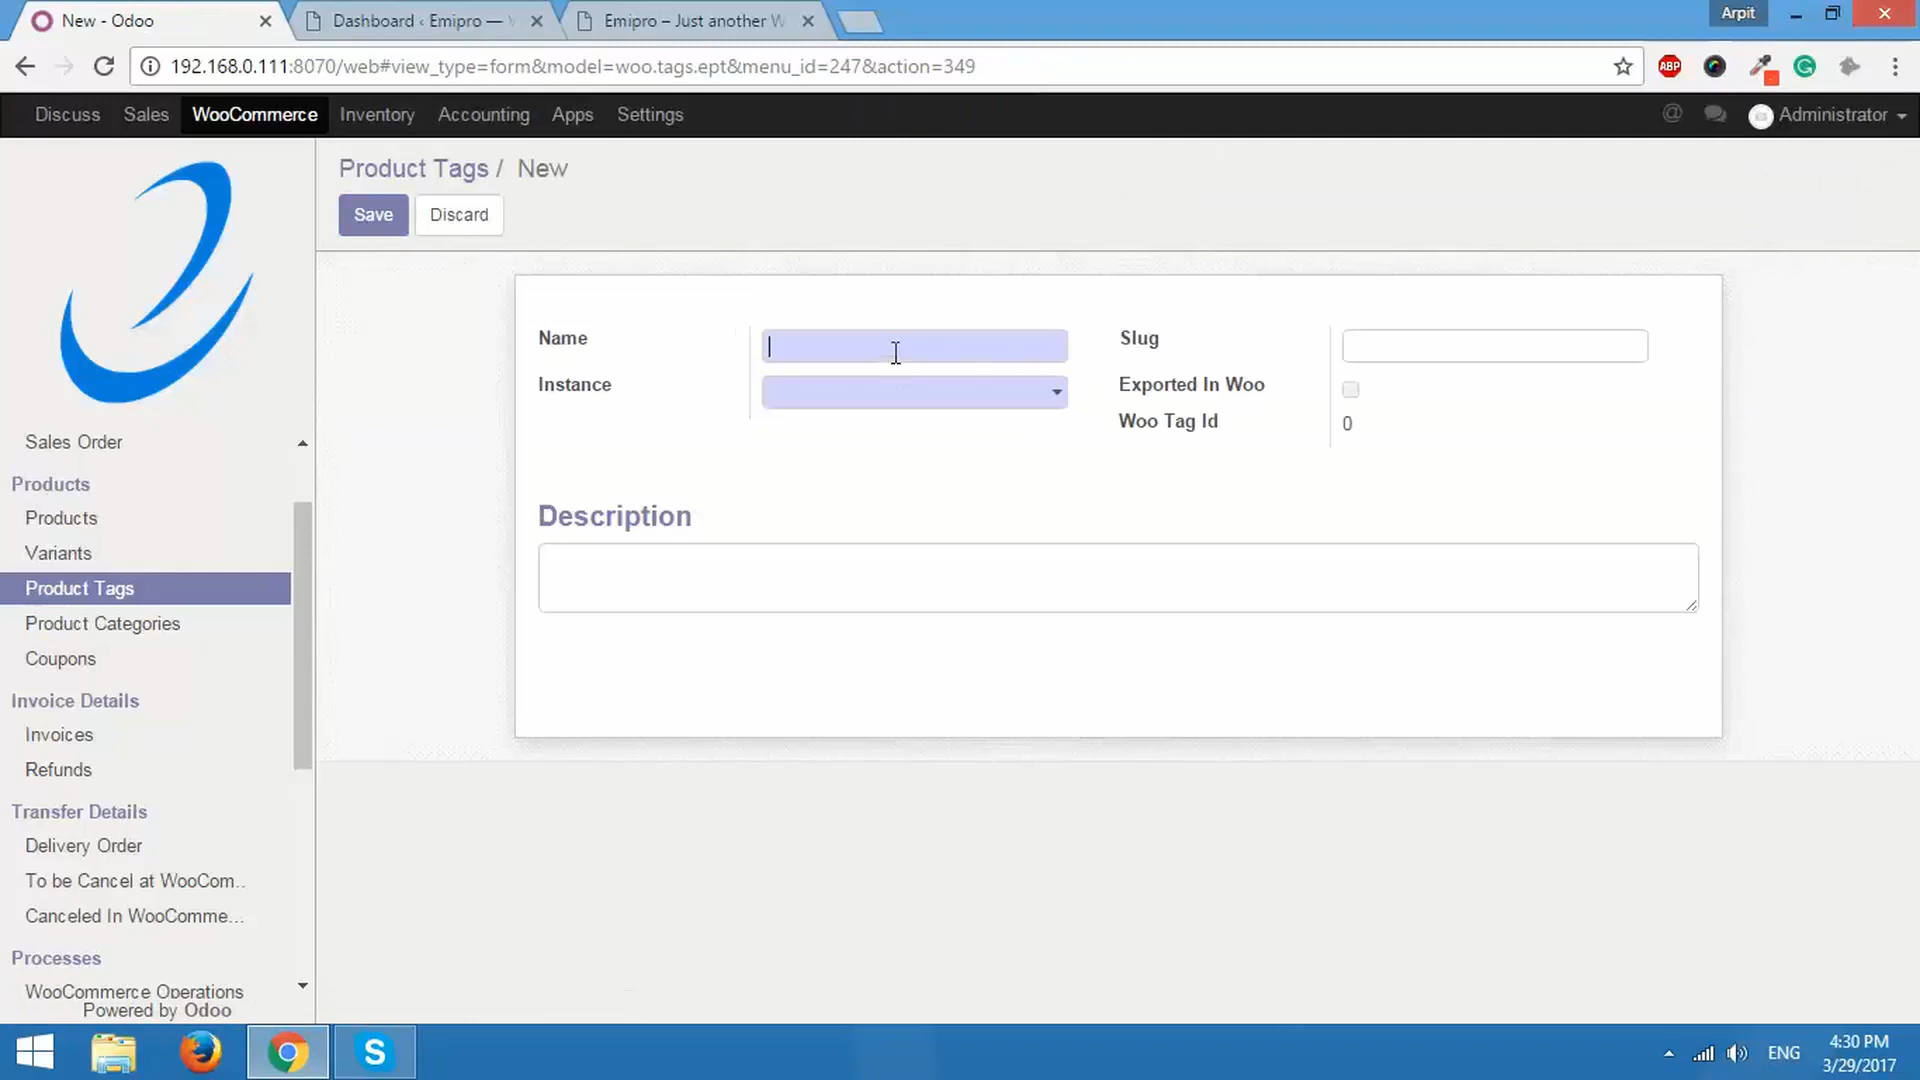 New - Odoo
Dashboard ‹ Emipro —
Emipro – Just another W
Arpit
192.168.0.111:8070/web#view_type=form&model=woo.tags.ept&menu_id=247&action=349
ABP
Discuss Sales WooCommerce Inventory Accounting Apps Settings
@ Administrator
Product Tags / New
Save Discard
Name
Slug
Instance
Exported In Woo
Woo Tag Id 0
Description
Sales Order
Products
Products
Variants
Product Tags
Product Categories
Coupons
Invoice Details
Invoices
Refunds
Transfer Details
Delivery Order
To be Cancel at WooCom..
Canceled In WooComme...
Processes
WooCommerce Operations
Powered by Odoo
ENG
4:30 PM
3/29/2017